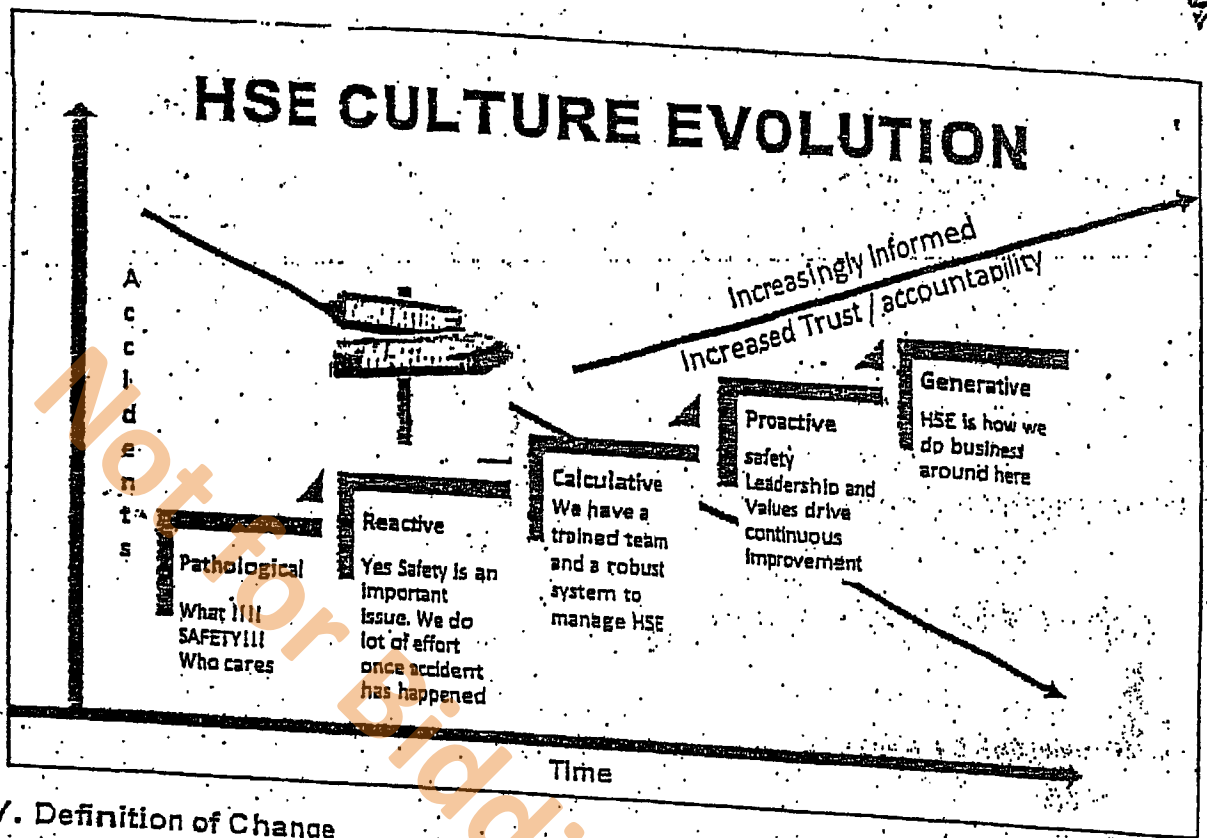 HSE CULTURE EVOLUTION
Accidents
Increasingly Informed
Increased Trust / accountability
Generative
HSE is how we
do business
around here
Proactive
safety
Leadership and
Values drive
continuous
Improvement
Calculative
We have a
trained team
and a robust
system to
manage HSE
Reactive
Yes Safety is an
important
issue. We do
lot of effort
once accident
has happened
Pathological
What !!!!
SAFETY!!!
Who cares
Time
Definition of Change
Not for Biddi